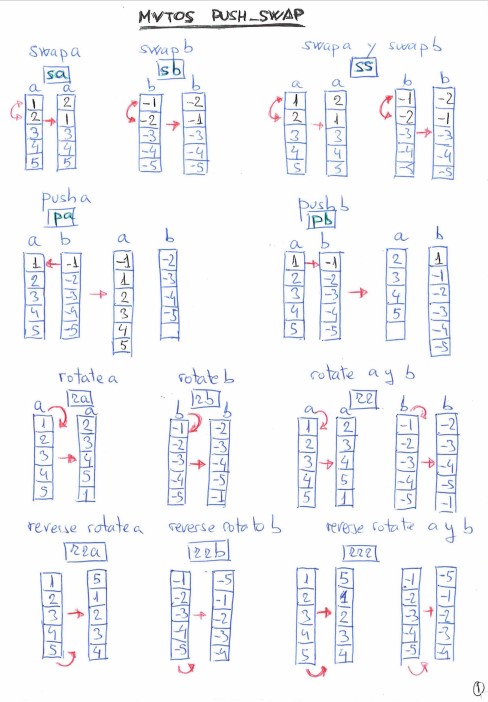 MVTOS PUSH_SWAP
swap a swap b swap a y swap b
sa sb ss
a a b b a a b b
1 2 -1 -2 1 2 -1 -2
2 1 -2 -1 2 1 -2 -1
3 3 -3 -3 3 3 -3 -3
4 4 -4 -4 4 4 -4 -4
5 5 -5 -5 5 5 -5 -5
push a push b
pa pb
a b a b a b a b
1 -1 -1 -2 1 -1 2 1
2 -2 1 -3 2 -2 3 -1
3 -3 2 -4 3 -3 4 -2
4 -4 3 -5 4 -4 5 -3
5 -5 4 5 -5 -4
5 -5
rotate a rotate b rotate a y b
ra rb rr
a a b b a a b b
1 2 -1 -2 1 2 -1 -2
2 3 -2 -3 2 3 -2 -3
3 4 -3 -4 3 4 -3 -4
4 5 -4 -5 4 5 -4 -5
5 1 -5 -1 5 1 -5 -1
reverse rotate a reverse rotato b reverse rotate a y b
rra rrb rrr
1 5 -1 -5 1 5 -1 -5
2 1 -2 -1 2 1 -2 -1
3 2 -3 -2 3 2 -3 -2
4 3 -4 -3 4 3 -4 -3
5 4 -5 -4 5 4 -5 -4
1